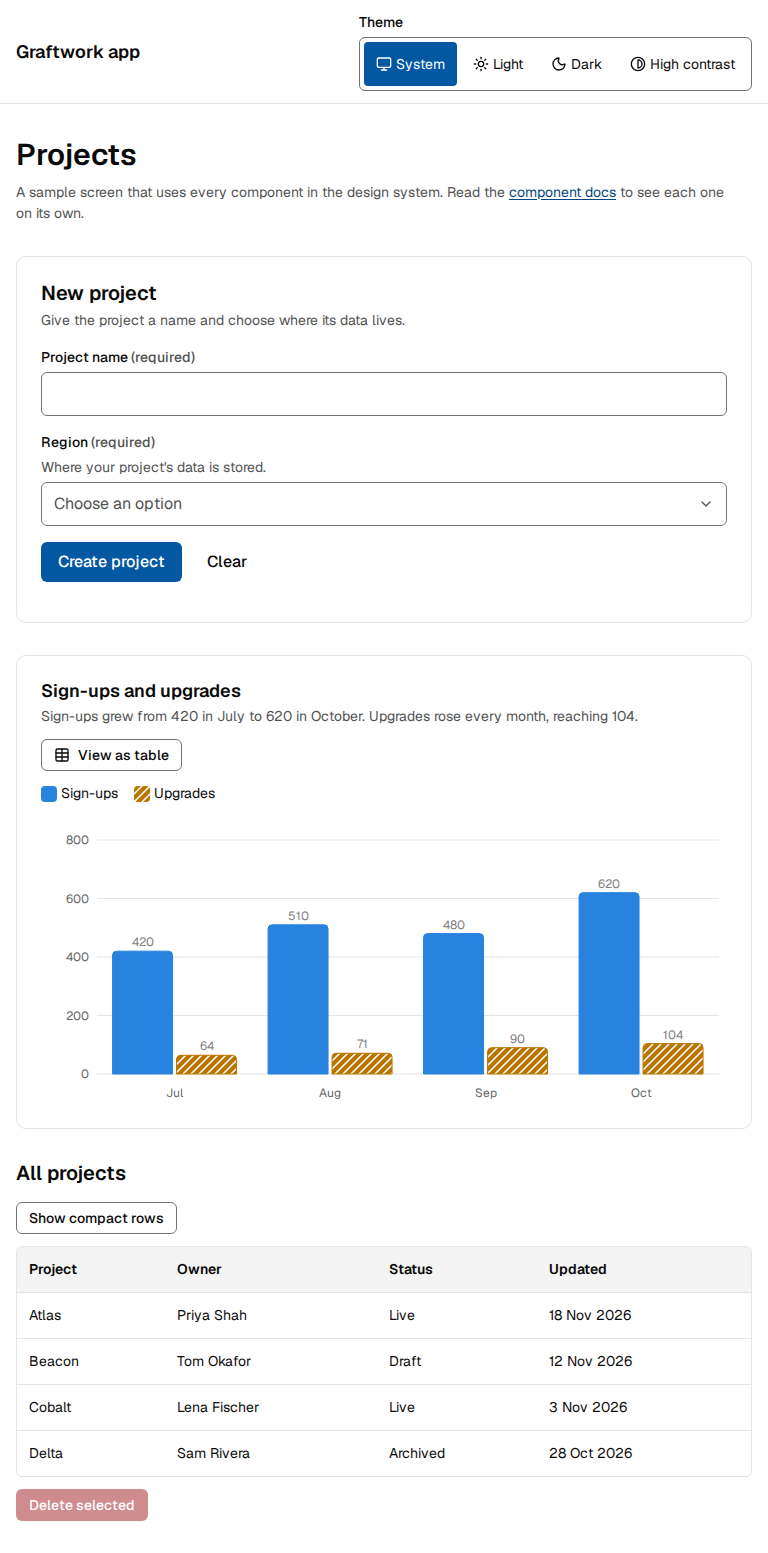 Graftwork app
Theme
System Light Dark High contrast
Projects
A sample screen that uses every component in the design system. Read the component docs to see each one
on its own.
New project
Give the project a name and choose where its data lives.
Project name (required)
Region (required)
Where your project's data is stored.
Choose an option
Create project Clear
Sign-ups and upgrades
Sign-ups grew from 420 in July to 620 in October. Upgrades rose every month, reaching 104.
View as table
Sign-ups Upgrades
800
600
400
200
0
420
64
510
71
480
90
620
104
Jul Aug Sep Oct
All projects
Show compact rows
Project Owner Status Updated
Atlas Priya Shah Live 18 Nov 2026
Beacon Tom Okafor Draft 12 Nov 2026
Cobalt Lena Fischer Live 3 Nov 2026
Delta Sam Rivera Archived 28 Oct 2026
Delete selected